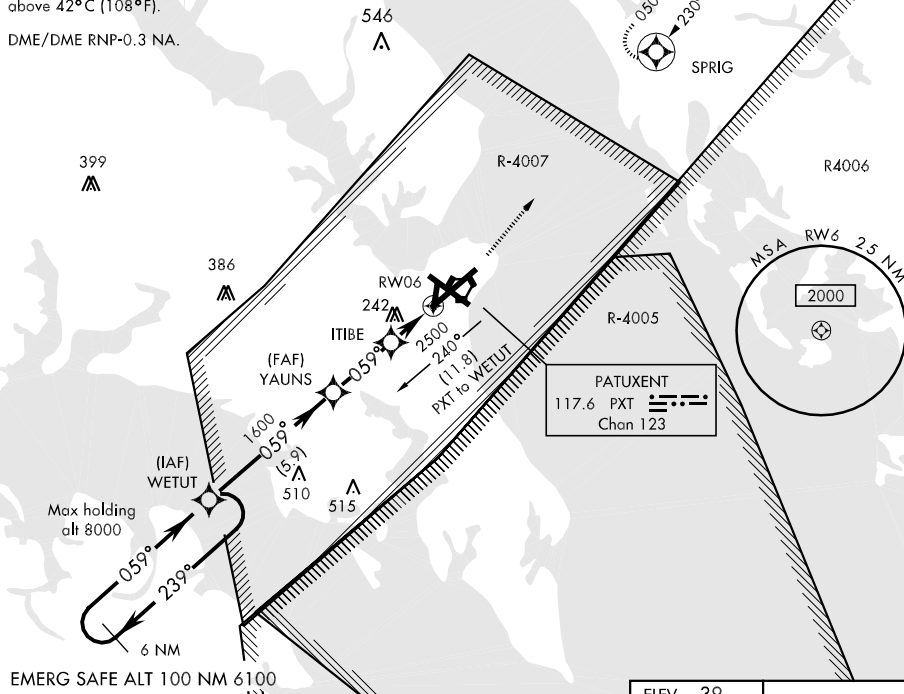 above 42°C (108°F).
DME/DME RNP-0.3 NA.
546
050
230
SPRIG
399
R-4007
R4006
MSA RW6 25 NM
2000
386
RW06
242
ITIBE
2500
240°
(11.8)
PXT to WETUT
R-4005
(FAF)
YAUNS
059°
PATUXENT
117.6 PXT
Chan 123
1600
059°
(5.9)
(IAF)
WETUT
510
515
Max holding
alt 8000
059°
239°
6 NM
EMERG SAFE ALT 100 NM 6100
ELEV 39